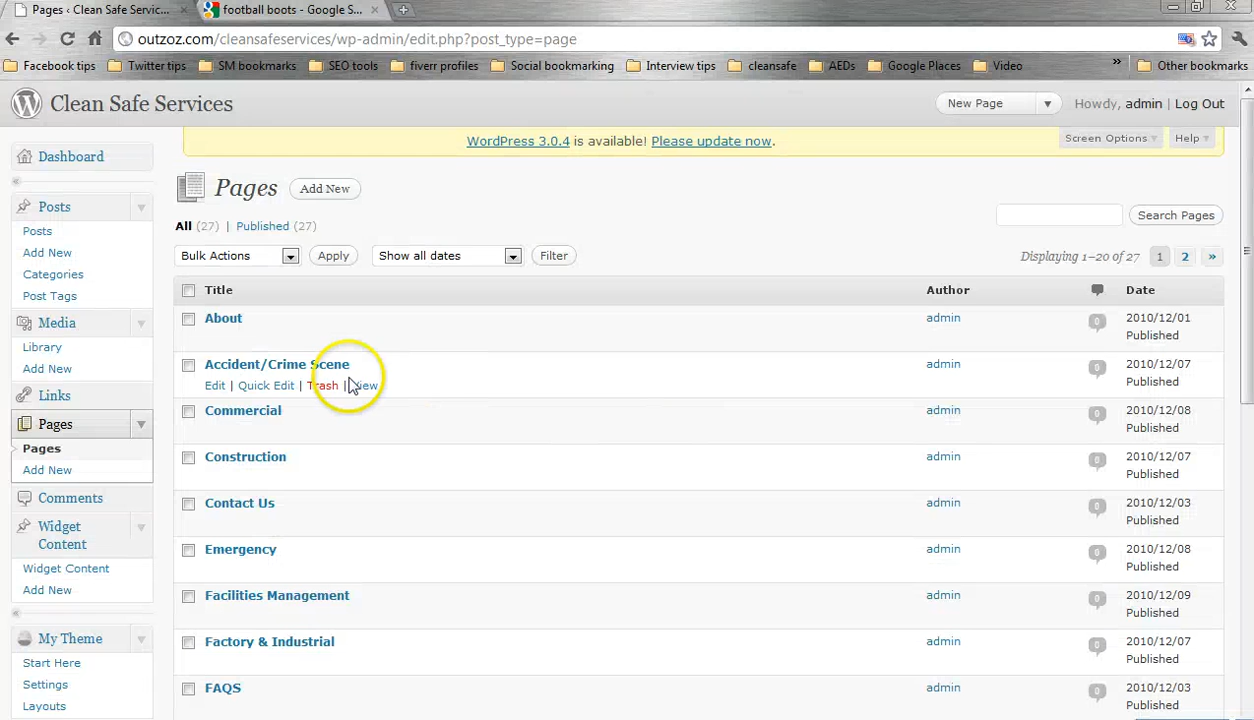 Pages ‹ Clean Safe Servic...
football boots - Google S...
outzoz.com/cleansafeservices/wp-admin/edit.php?post_type=page
Facebook tips
Twitter tips
SM bookmarks
SEO tools
fiverr profiles
Social bookmarking
Interview tips
cleansafe
AEDs
Google Places
Video
»
Other bookmarks
Clean Safe Services
New Page
Howdy, admin | Log Out
WordPress 3.0.4 is available! Please update now.
Screen Options
Help
Dashboard
Posts
Posts
Add New
Categories
Post Tags
Media
Library
Add New
Links
Pages
Pages
Add New
Comments
Widget Content
Widget Content
Add New
My Theme
Start Here
Settings
Layouts
Pages Add New
All (27) | Published (27)
Search Pages
Bulk Actions
Apply
Show all dates
Filter
Displaying 1–20 of 27
1 2 »
Title Author Date
About admin 0 2010/12/01
Published
Accident/Crime Scene admin 0 2010/12/07
Edit | Quick Edit | Trash | View Published
Commercial admin 0 2010/12/08
Published
Construction admin 0 2010/12/07
Published
Contact Us admin 0 2010/12/03
Published
Emergency admin 0 2010/12/08
Published
Facilities Management admin 0 2010/12/09
Published
Factory & Industrial admin 0 2010/12/07
Published
FAQS admin 0 2010/12/03
Published